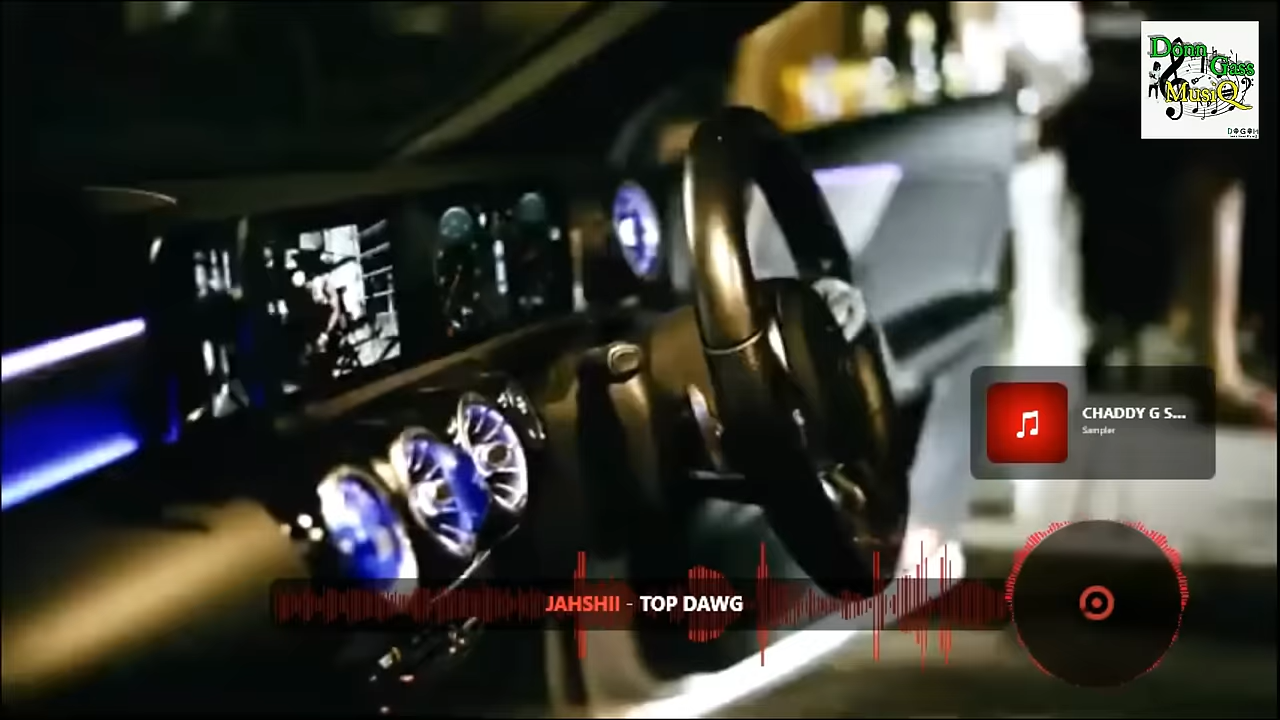 Donn
Gass
MusiQ
CHADDY G S...
Sampler
JAHSHII - TOP DAWG